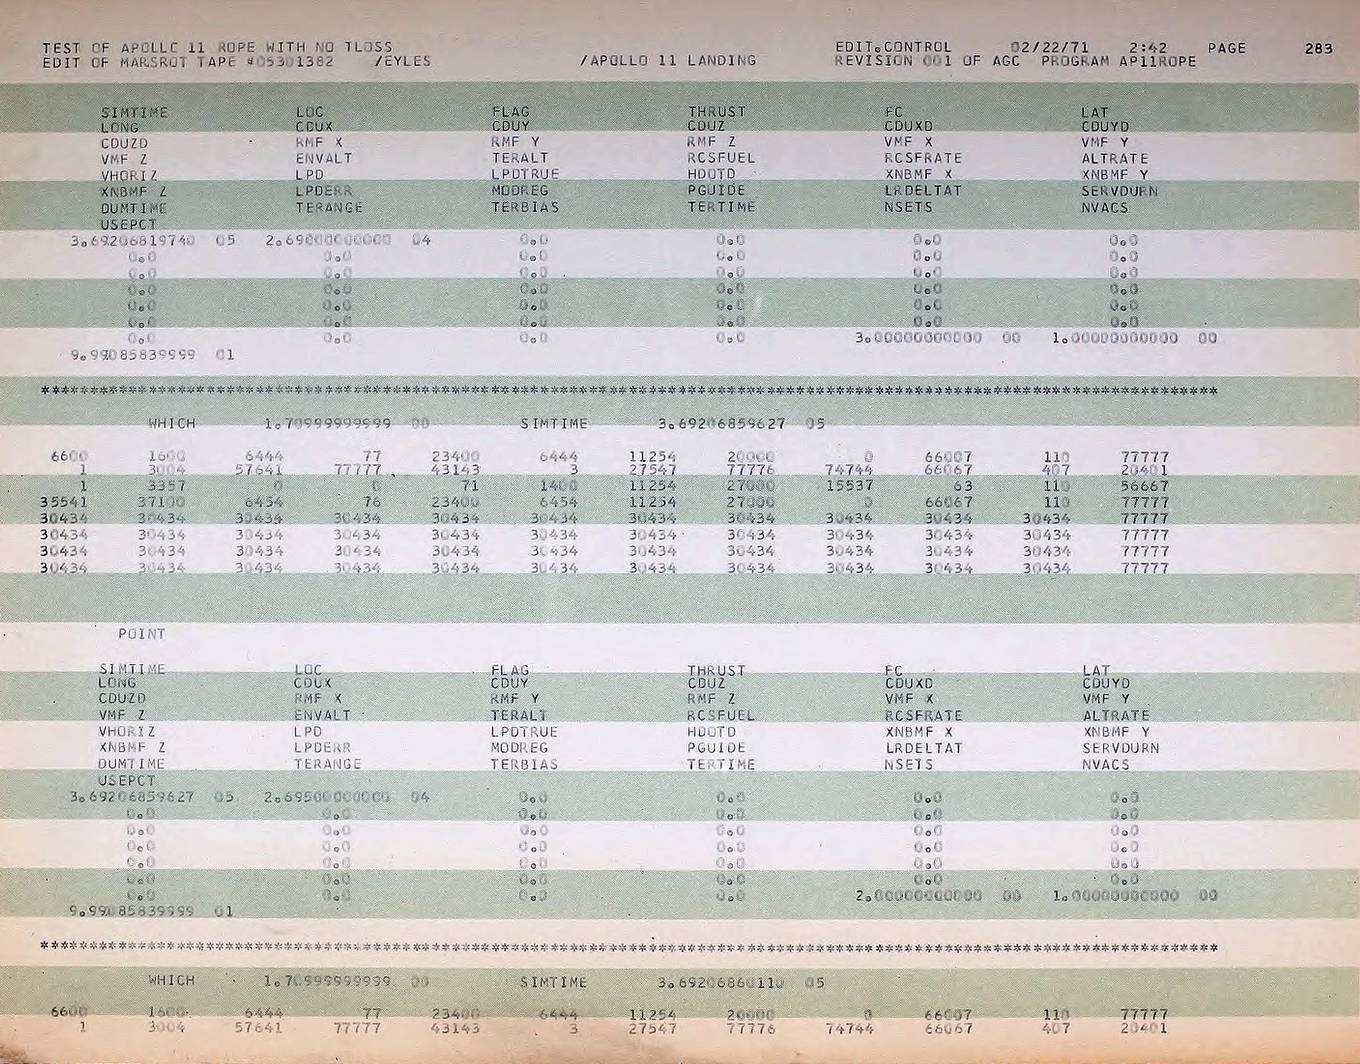 TEST OF APOLLC 11 ROPE WITH NO TLOSS EDIT.CONTROL 02/22/71 2:42 PAGE 283
EDIT OF MARSROT TAPE #05301382 /EYLES /APOLLO 11 LANDING REVISION 001 OF AGC PROGRAM AP11ROPE
SIMTIME LOC FLAG THRUST FC LAT
LONG CDUX CDUY CDUZ CDUXD CDUYD
CDUZD RMF X RMF Y RMF Z VMF X VMF Y
VMF Z ENVALT TERALT RCSFUEL RCSFRATE ALTRATE
VHORIZ LPD LPDTRUE HDOTD XNBMF X XNBMF Y
XNBMF Z LPDERR MODREG PGUIDE LRDELTAT SERVDURN
DUMTIME TERANGE TERBIAS TERTIME NSETS NVACS
USEPCT
3.69206819740 05 2.69000000000 04 0.0 0.0 0.0 0.0
0.0 0.0 0.0 0.0 0.0 0.0
0.0 0.0 0.0 0.0 0.0 0.0
0.0 0.0 0.0 0.0 0.0 0.0
0.0 0.0 0.0 0.0 0.0 0.0
0.0 0.0 0.0 0.0 0.0 0.0
0.0 0.0 0.0 0.0 3.00000000000 00 1.00000000000 00
9.99085839999 01
************************************************************************************************************************
WHICH 1.70999999999 00 SIMTIME 3.69206859627 05
6600 1600 6444 77 23400 6444 11254 20000 0 66007 110 77777
1 3004 57641 77777 43143 3 27547 77776 74744 66067 407 20401
1 3357 0 0 71 1400 11254 27000 15537 63 110 56667
35541 37100 6454 76 23400 6454 11254 27000 0 66067 110 77777
30434 30434 30434 30434 30434 30434 30434 30434 30434 30434 30434 77777
30434 30434 30434 30434 30434 30434 30434 30434 30434 30434 30434 77777
30434 30434 30434 30434 30434 30434 30434 30434 30434 30434 30434 77777
30434 30434 30434 30434 30434 30434 30434 30434 30434 30434 30434 77777
POINT
SIMTIME LOC FLAG THRUST FC LAT
LONG CDUX CDUY CDUZ CDUXD CDUYD
CDUZD RMF X RMF Y RMF Z VMF X VMF Y
VMF Z ENVALT TERALT RCSFUEL RCSFRATE ALTRATE
VHORIZ LPD LPDTRUE HDOTD XNBMF X XNBMF Y
XNBMF Z LPDERR MODREG PGUIDE LRDELTAT SERVDURN
DUMTIME TERANGE TERBIAS TERTIME NSETS NVACS
USEPCT
3.69206859627 05 2.69500000000 04 0.0 0.0 0.0 0.0
0.0 0.0 0.0 0.0 0.0 0.0
0.0 0.0 0.0 0.0 0.0 0.0
0.0 0.0 0.0 0.0 0.0 0.0
0.0 0.0 0.0 0.0 0.0 0.0
0.0 0.0 0.0 0.0 0.0 0.0
0.0 0.0 0.0 0.0 2.00000000000 00 1.00000000000 00
9.99085839999 01
************************************************************************************************************************
WHICH 1.70999999999 00 SIMTIME 3.69206860110 05
6600 1600 6444 77 23400 6444 11254 20000 0 66007 110 77777
1 3004 57641 77777 43143 3 27547 77776 74744 66067 407 20401